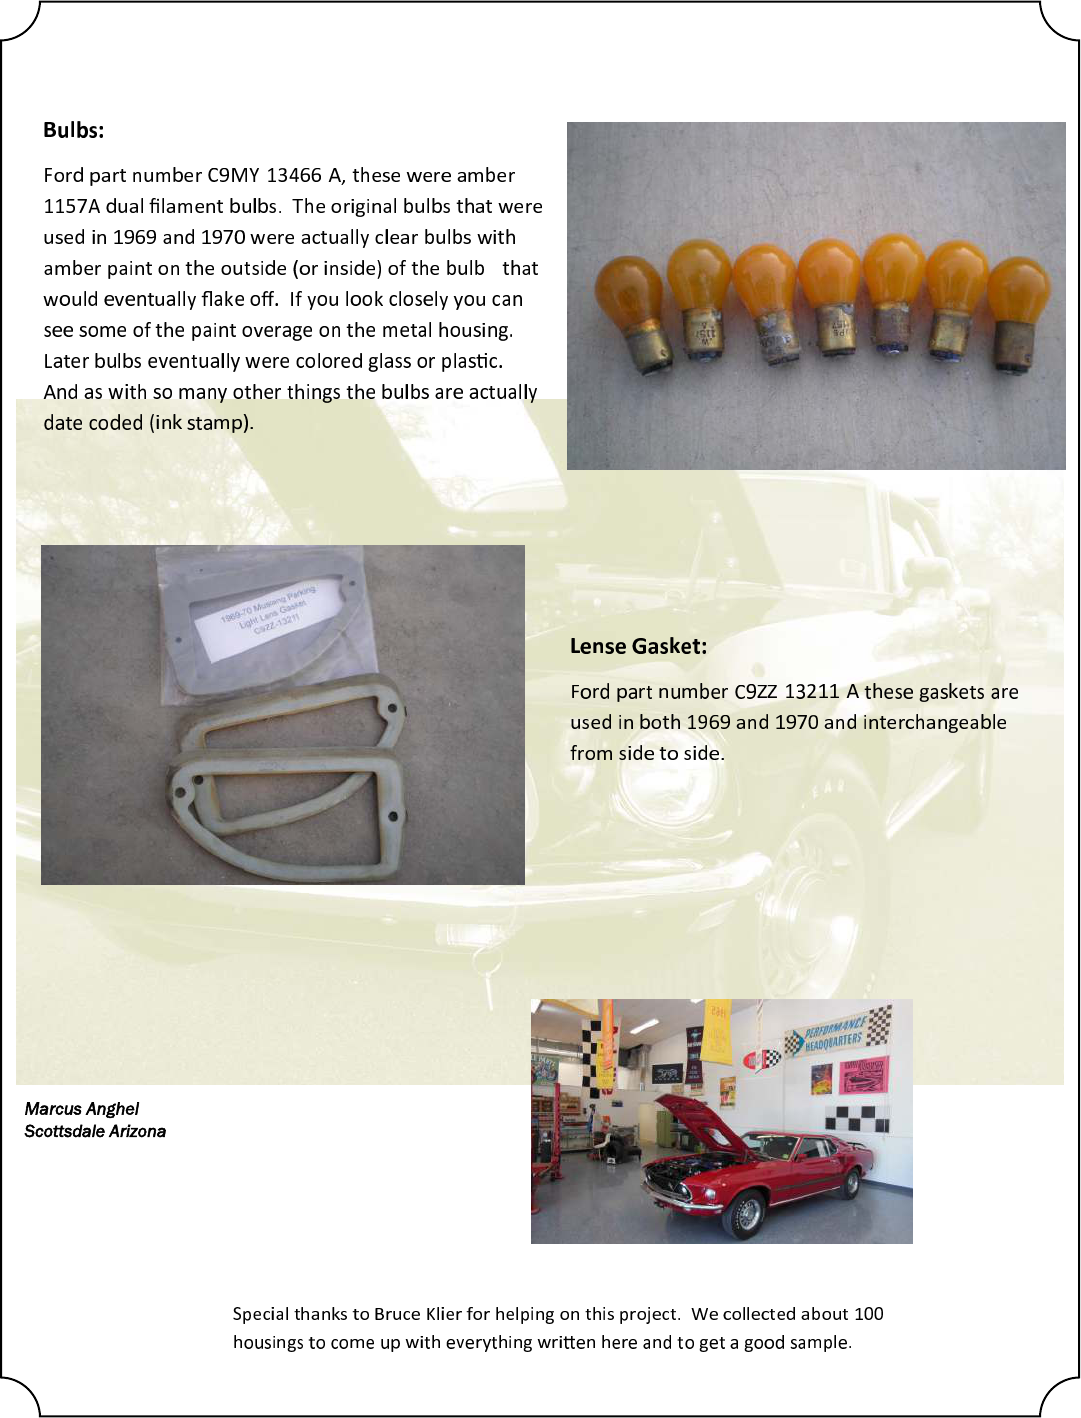 Bulbs:
Ford part number C9MY 13466 A, these were amber
1157A dual filament bulbs.  The original bulbs that were
used in 1969 and 1970 were actually clear bulbs with
amber paint on the outside (or inside) of the bulb   that
would eventually flake off.  If you look closely you can
see some of the paint overage on the metal housing.
Later bulbs eventually were colored glass or plastic.
And as with so many other things the bulbs are actually
date coded (ink stamp).
1157
1969-70 Mustang Parking
Light Lens Gasket
C9ZZ-13211
Lense Gasket:
Ford part number C9ZZ 13211 A these gaskets are
used in both 1969 and 1970 and interchangeable
from side to side.
PERFORMANCE
HEADQUARTERS
Marcus Anghel
Scottsdale Arizona
Special thanks to Bruce Klier for helping on this project.  We collected about 100
housings to come up with everything written here and to get a good sample.